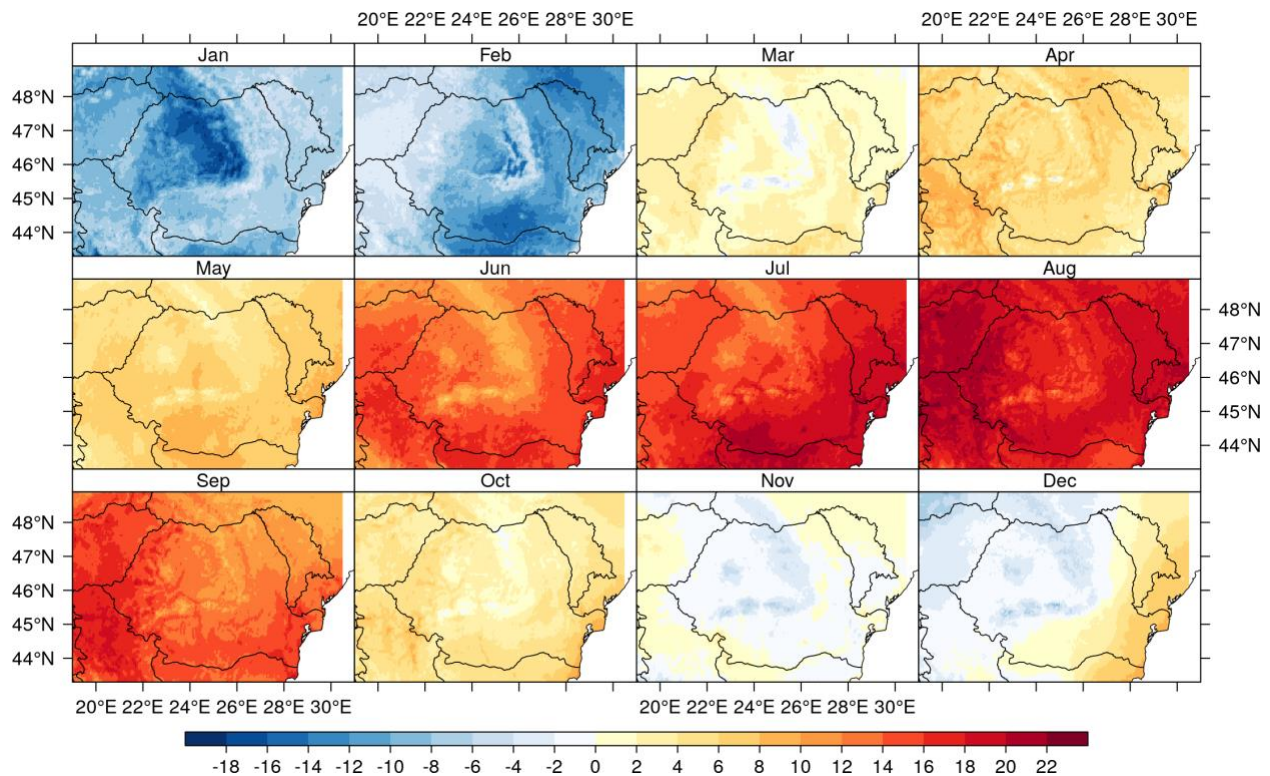 20°E 22°E 24°E 26°E 28°E 30°E 20°E 22°E 24°E 26°E 28°E 30°E
Jan Feb Mar Apr
48°N
47°N
46°N
45°N
44°N
May Jun Jul Aug
48°N
47°N
46°N
45°N
44°N
Sep Oct Nov Dec
48°N
47°N
46°N
45°N
44°N
20°E 22°E 24°E 26°E 28°E 30°E 20°E 22°E 24°E 26°E 28°E 30°E
-18 -16 -14 -12 -10 -8 -6 -4 -2 0 2 4 6 8 10 12 14 16 18 20 22